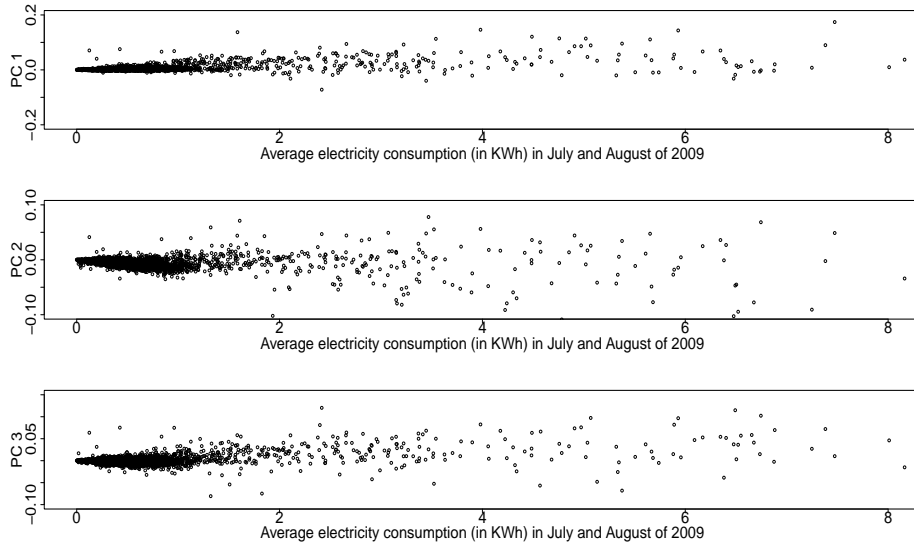 0.2
0.0
−0.2
PC 1
0 2 4 6 8
Average electricity consumption (in KWh) in July and August of 2009
0.10
0.00
−0.10
PC 2
0 2 4 6 8
Average electricity consumption (in KWh) in July and August of 2009
0.05
−0.10
PC 3
0 2 4 6 8
Average electricity consumption (in KWh) in July and August of 2009